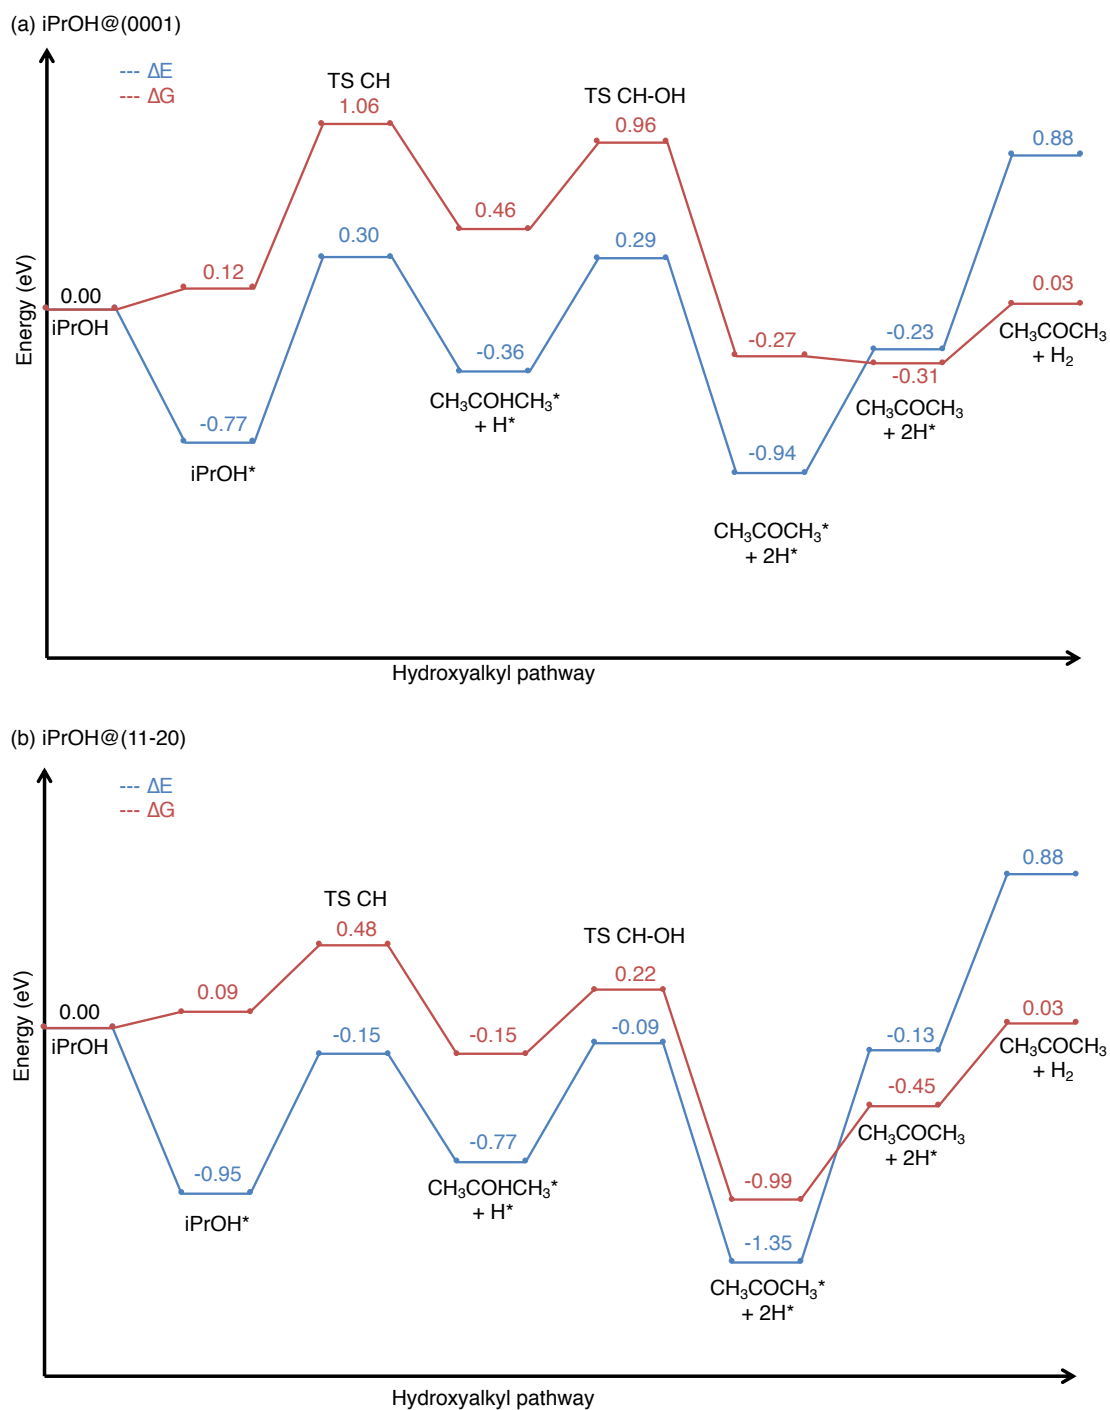 (a) iPrOH@(0001)
--- ΔE
--- ΔG
TS CH
1.06
TS CH-OH
0.96
0.88
0.46
0.30
0.29
0.12
0.00
iPrOH
0.03
CH₃COCH₃
+ H₂
-0.27
-0.23
-0.31
-0.36
CH₃COHCH₃*
+ H*
CH₃COCH₃
+ 2H*
-0.77
iPrOH*
-0.94
CH₃COCH₃*
+ 2H*
Energy (eV)
Hydroxyalkyl pathway
(b) iPrOH@(11-20)
--- ΔE
--- ΔG
0.88
TS CH
0.48
TS CH-OH
0.22
0.09
0.00
iPrOH
0.03
CH₃COCH₃
+ H₂
-0.15
-0.15
-0.09
-0.13
-0.45
CH₃COCH₃
+ 2H*
-0.77
CH₃COHCH₃*
+ H*
-0.95
iPrOH*
-0.99
-1.35
CH₃COCH₃*
+ 2H*
Energy (eV)
Hydroxyalkyl pathway